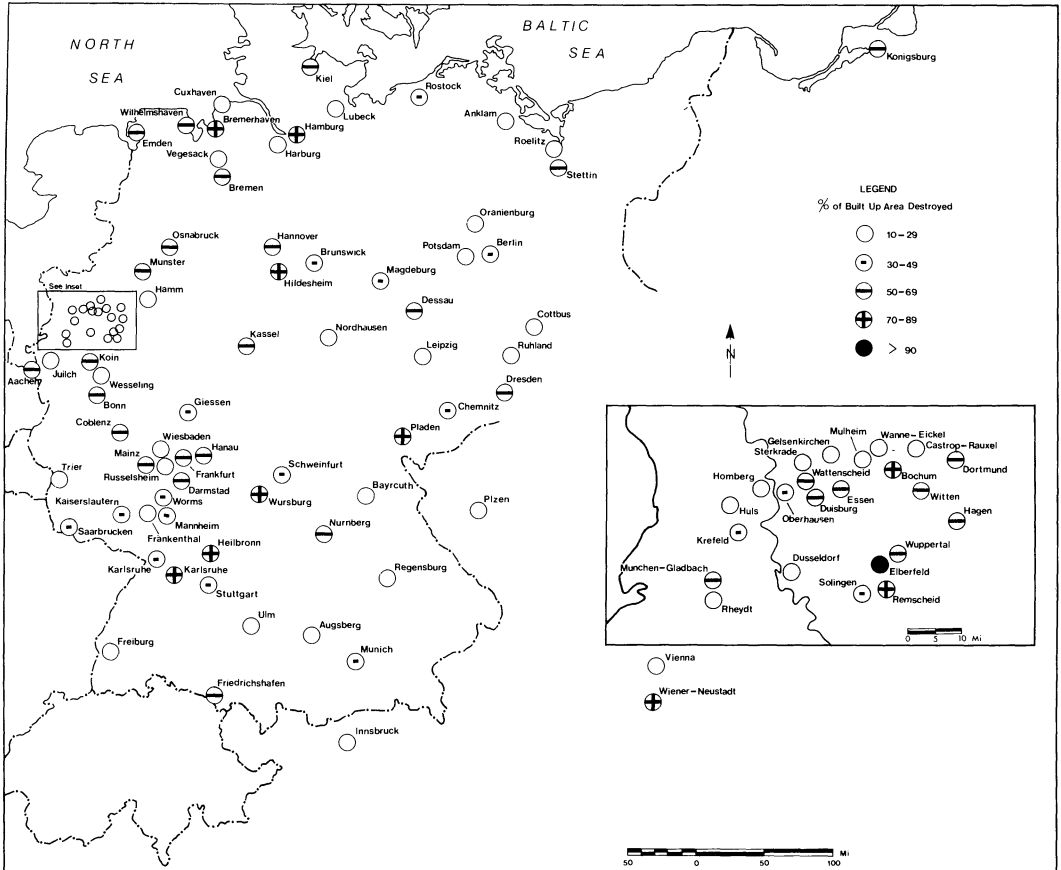 NORTH
SEA
BALTIC
SEA
Konigsburg
Kiel
Rostock
Cuxhaven
Lubeck
Anklam
Wilhelmshaven
Bremerhaven
Hamburg
Emden
Harburg
Roelitz
Vegesack
Stettin
Bremen
Oranienburg
Osnabruck
Hannover
Brunswick
Potsdam
Berlin
Munster
Hildesheim
Magdeburg
See Inset
Hamm
Dessau
Cottbus
Nordhausen
Kassel
Leipzig
Ruhland
Koln
Juilch
Aachen
Wesseling
Bonn
Dresden
Giessen
Chemnitz
Coblenz
Pladen
Wiesbaden
Hanau
Mainz
Trier
Russelsheim
Frankfurt
Schweinfurt
Darmstad
Kaiserslautern
Worms
Wursburg
Bayrcuth
Plzen
Saarbrucken
Mannheim
Frankenthal
Nurnberg
Heilbronn
Karlsruhe
Karlsruhe
Regensburg
Stuttgart
Ulm
Augsberg
Freiburg
Munich
Friedrichshafen
Innsbruck
Vienna
Wiener-Neustadt
LEGEND
% of Built Up Area Destroyed
10-29
30-49
50-69
70-89
> 90
N
Mulheim
Wanne-Eickel
Gelsenkirchen
Castrop-Rauxel
Sterkrade
Wattenscheid
Bochum
Dortmund
Homberg
Essen
Witten
Duisburg
Huls
Oberhausen
Hagen
Krefeld
Wuppertal
Dusseldorf
Elberfeld
Munchen-Gladbach
Solingen
Remscheid
Rheydt
0 5 10 Mi
50 0 50 100 Mi